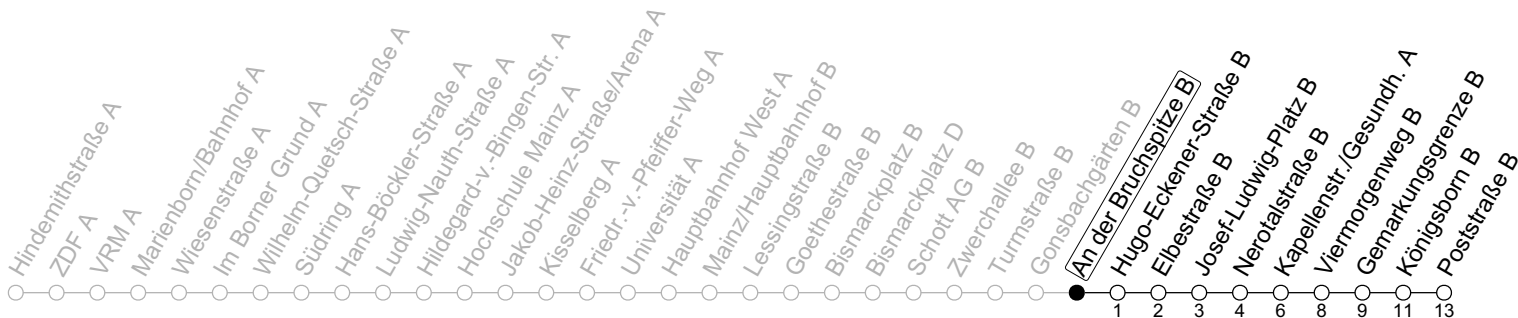 Hindemithstraße A
ZDF A
VRM A
Marienborn/Bahnhof A
Wiesenstraße A
Im Borner Grund A
Wilhelm-Quetsch-Straße A
Südring A
Hans-Böckler-Straße A
Ludwig-Nauth-Straße A
Hildegard-v.-Bingen-Str. A
Hochschule Mainz A
Jakob-Heinz-Straße/Arena A
Kisselberg A
Friedr.-v.-Pfeiffer-Weg A
Universität A
Hauptbahnhof West A
Mainz/Hauptbahnhof B
Lessingstraße B
Goethestraße B
Bismarckplatz B
Bismarckplatz D
Schott AG B
Zwerchallee B
Turmstraße B
Gonsbachgärten B
An der Bruchspitze B
Hugo-Eckener-Straße B
Elbestraße B
Josef-Ludwig-Platz B
Nerotalstraße B
Kapellenstr./Gesundh. A
Viermorgenweg B
Gemarkungsgrenze B
Königsborn B
Poststraße B
1 2 3 4 6 8 9 11 13